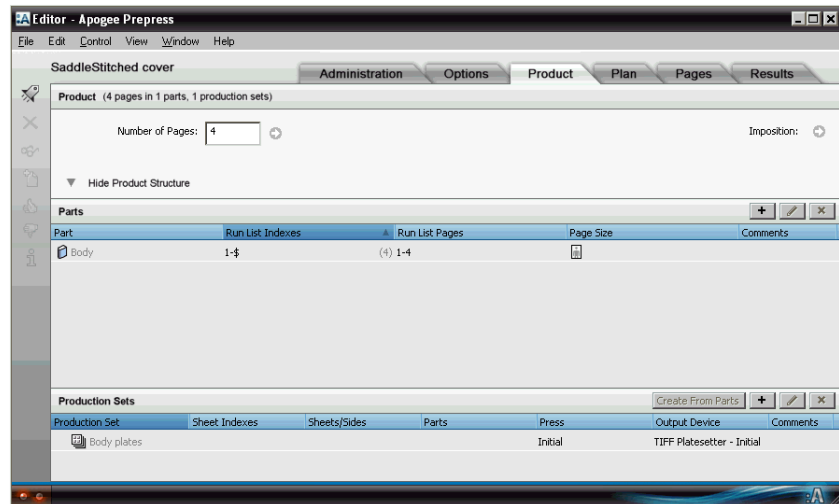 :A Editor - Apogee Prepress
File Edit Control View Window Help
SaddleStitched cover
Administration Options Product Plan Pages Results
Product (4 pages in 1 parts, 1 production sets)
Number of Pages: 4 Imposition:
Hide Product Structure
Parts
Part Run List Indexes Run List Pages Page Size Comments
Body 1-$ (4) 1-4
Production Sets Create From Parts
Production Set Sheet Indexes Sheets/Sides Parts Press Output Device Comments
Body plates Initial TIFF Platesetter - Initial
:A